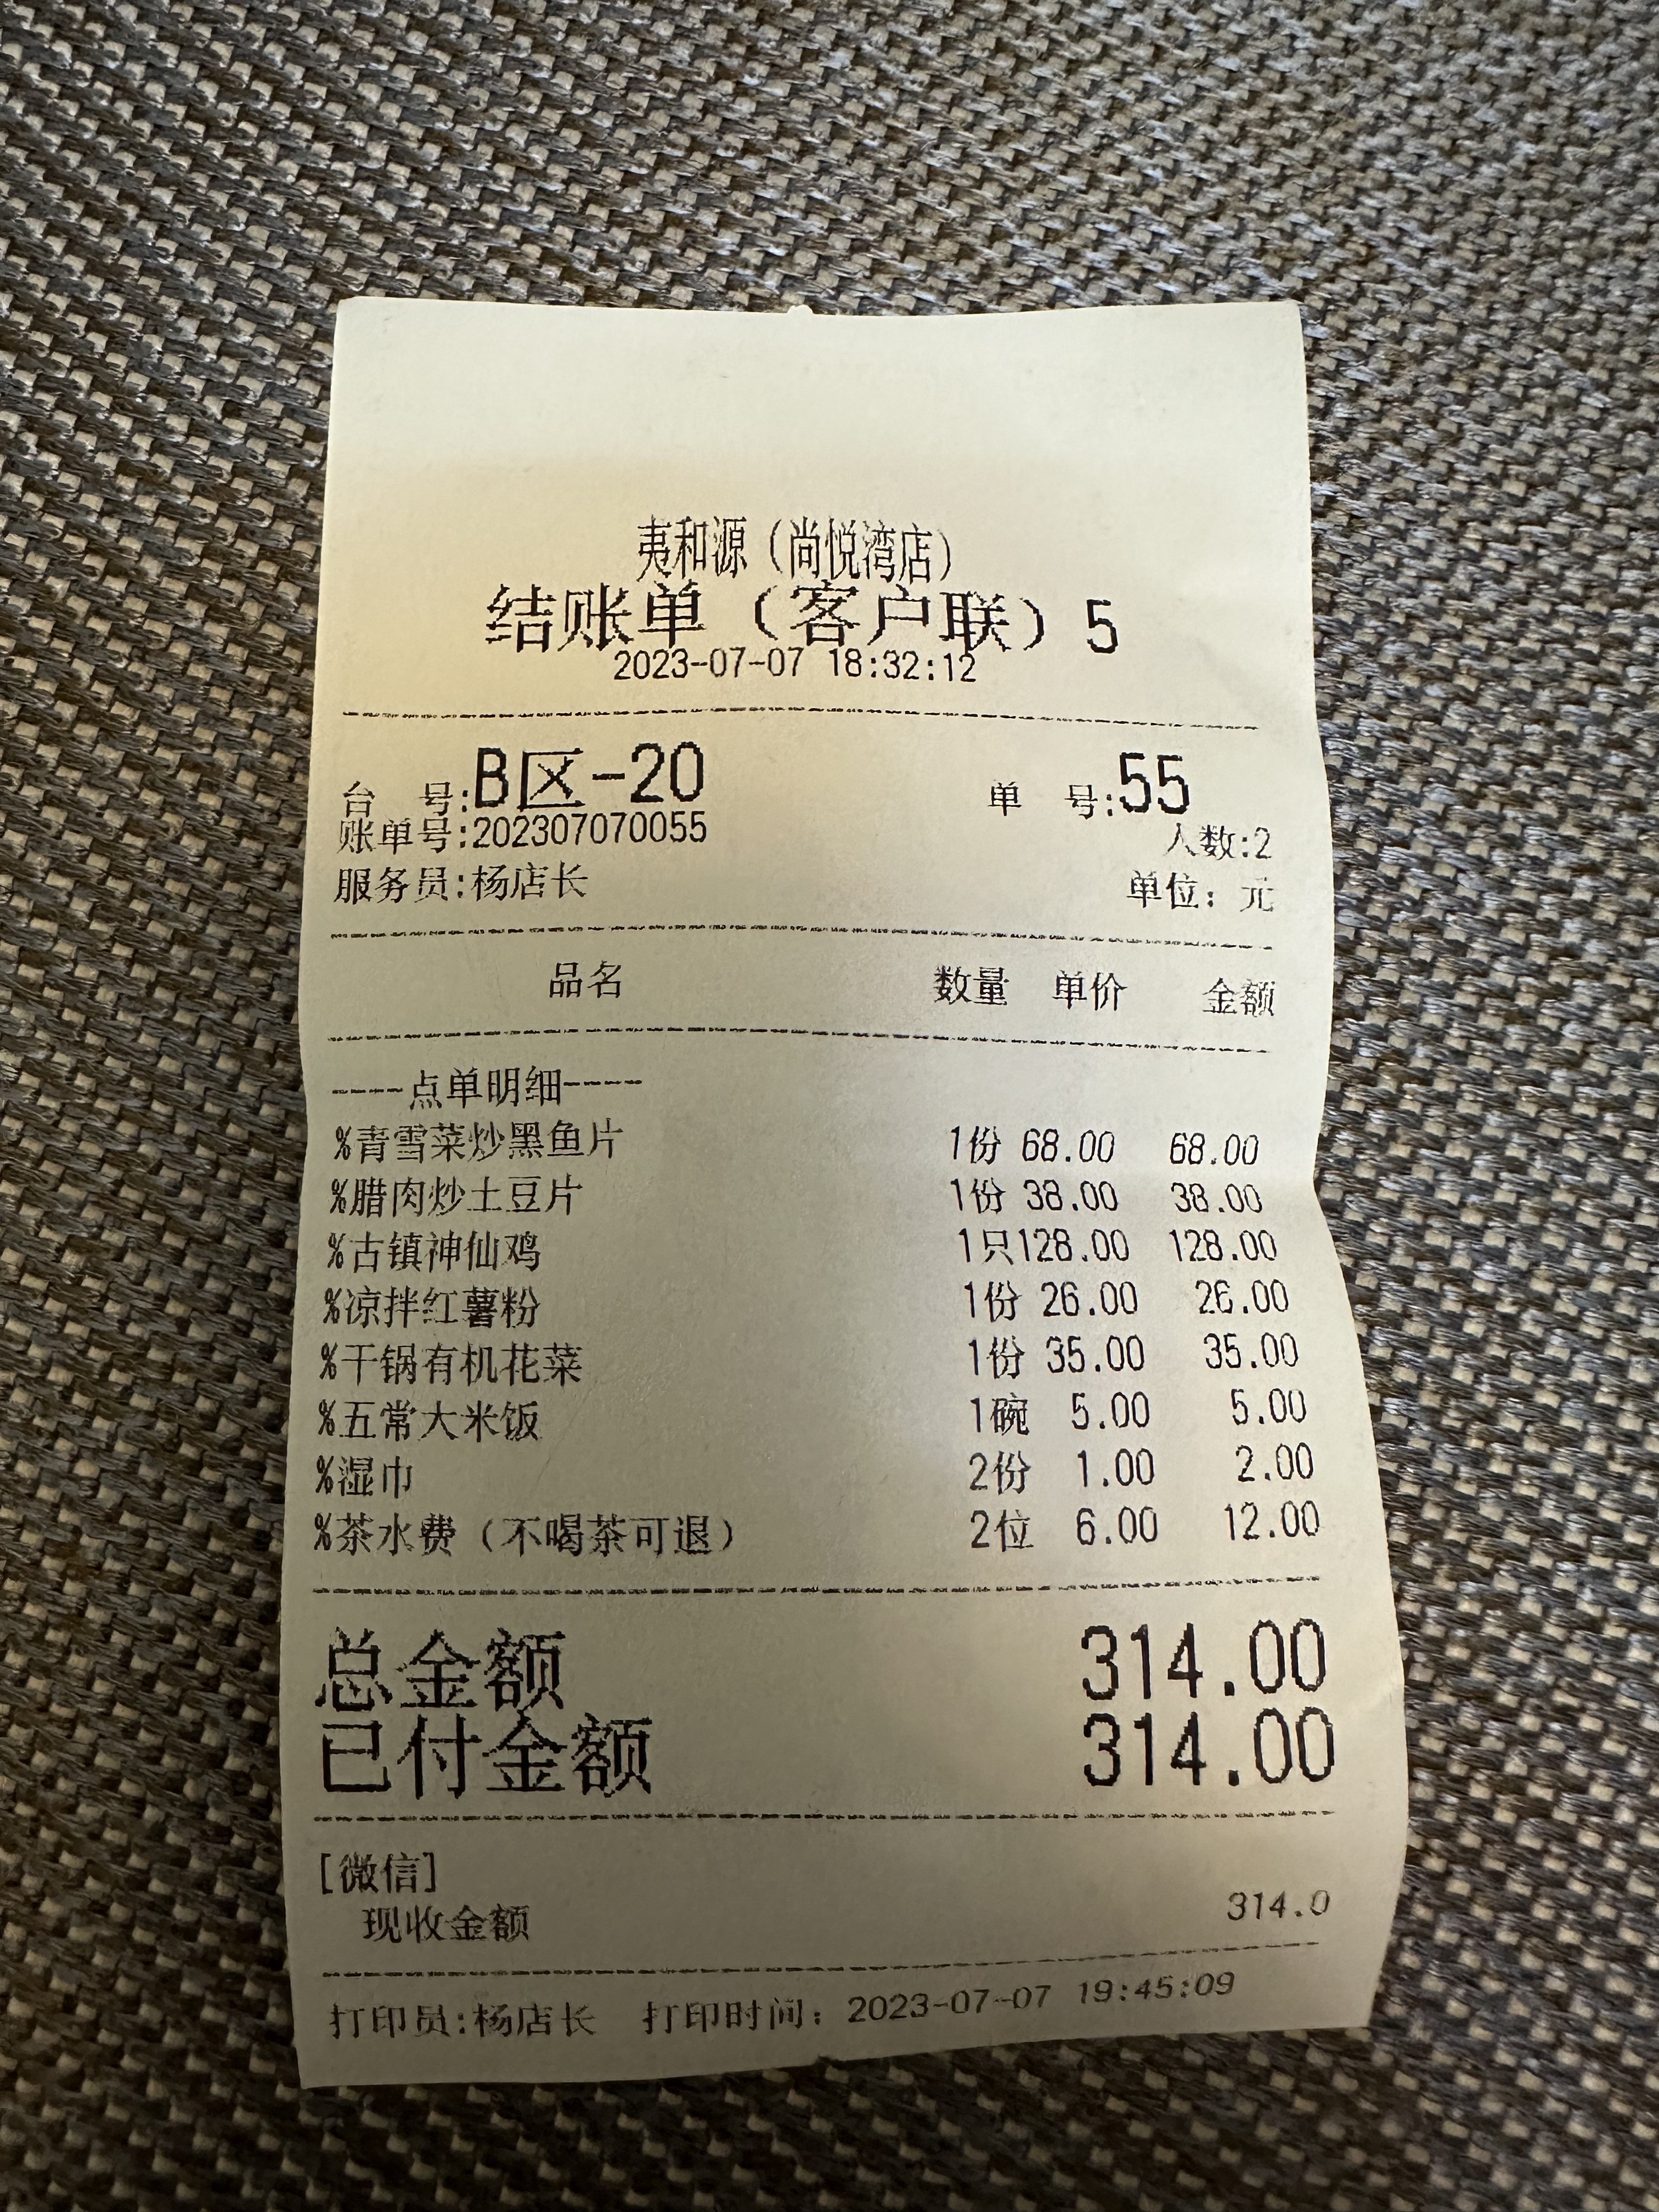 夷和源（尚悦湾店）
结账单（客户联）5
2023-07-07 18:32:12
台 号:B区-20 单 号:55
账单号:202307070055 人数:2
服务员:杨店长 单位：元
品名 数量 单价 金额
----点单明细----
%青雪菜炒黑鱼片 1份 68.00 68.00
%腊肉炒土豆片 1份 38.00 38.00
%古镇神仙鸡 1只128.00 128.00
%凉拌红薯粉 1份 26.00 26.00
%干锅有机花菜 1份 35.00 35.00
%五常大米饭 1碗 5.00 5.00
%湿巾 2份 1.00 2.00
%茶水费（不喝茶可退） 2位 6.00 12.00
总金额 314.00
已付金额 314.00
[微信]
现收金额 314.0
打印员:杨店长 打印时间：2023-07-07 19:45:09